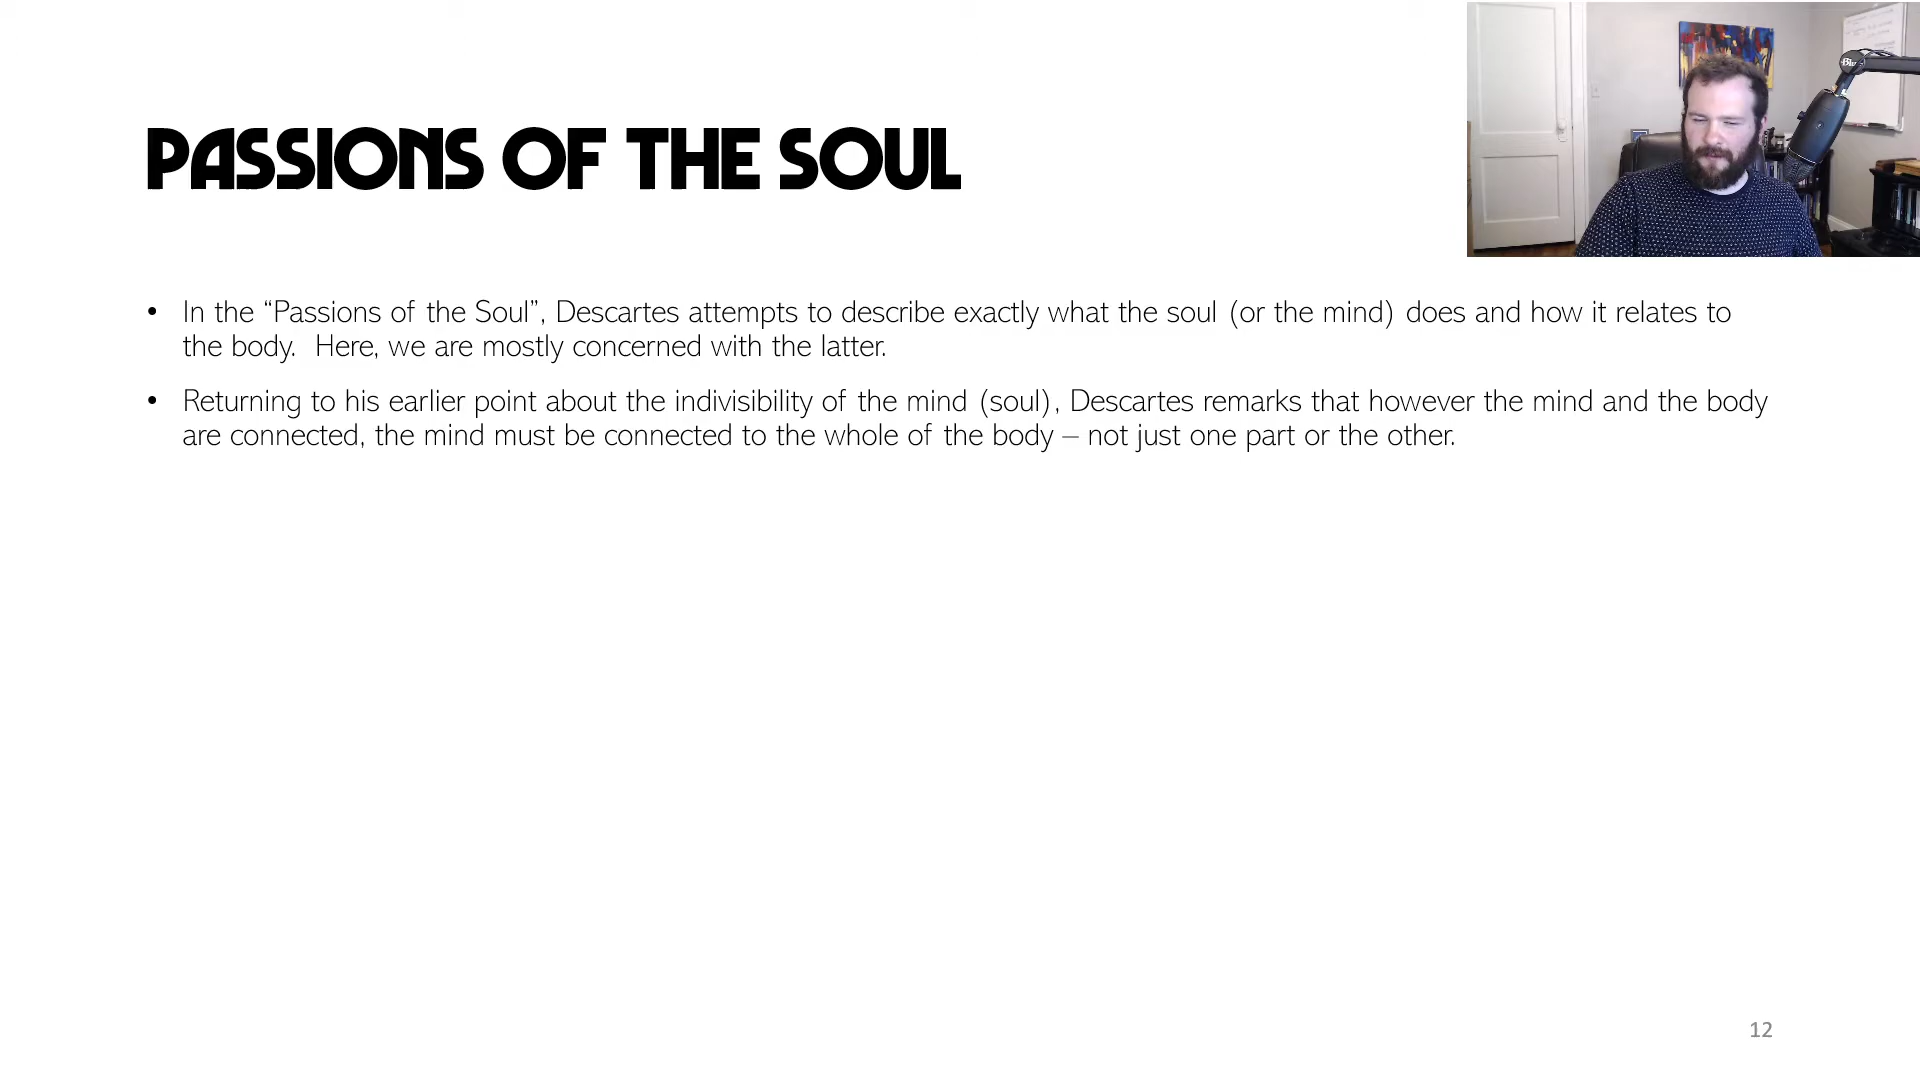 PASSIONS OF THE SOUL
• In the “Passions of the Soul”, Descartes attempts to describe exactly what the soul (or the mind) does and how it relates to
the body.  Here, we are mostly concerned with the latter.
• Returning to his earlier point about the indivisibility of the mind (soul), Descartes remarks that however the mind and the body
are connected, the mind must be connected to the whole of the body – not just one part or the other.
12